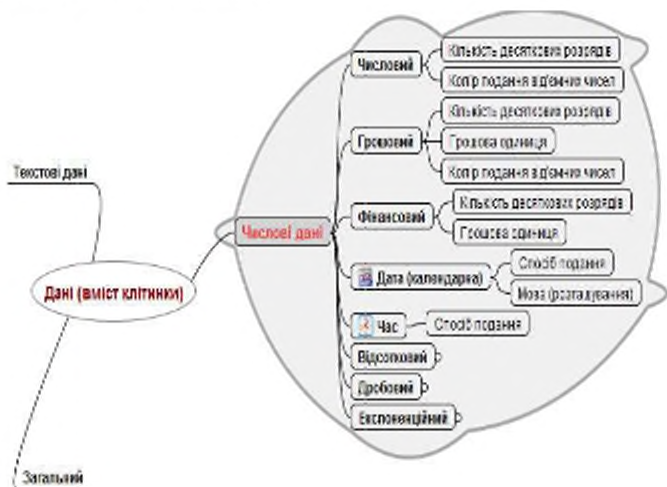 Текстові дані
Дані (вміст клітинки)
Загальний
Числові дані
Числовий
Кількість десяткових розрядів
Колір подання від'ємних чисел
Грошовий
Кількість десяткових розрядів
Грошова одиниця
Колір подання від'ємних чисел
Фінансовий
Кількість десяткових розрядів
Грошова одиниця
Дата (календарна)
Спосіб подання
Мова (розташування)
Час
Спосіб подання
Відсотковий
Дробовий
Експоненційний